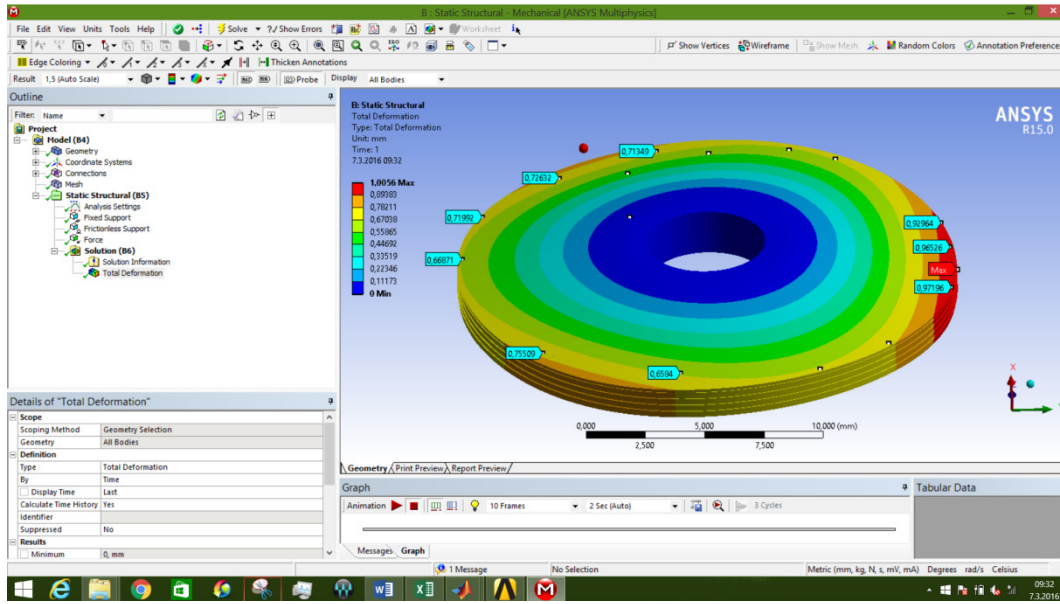 B : Static Structural - Mechanical [ANSYS Multiphysics]
File Edit View Units Tools Help Solve ?/ Show Errors Worksheet
Show Vertices Wireframe Show Mesh Random Colors Annotation Preference
Edge Coloring Thicken Annotations
Result 1,5 (Auto Scale) Probe Display All Bodies
Outline
Filter: Name
Project
Model (B4)
Geometry
Coordinate Systems
Connections
Mesh
Static Structural (B5)
Analysis Settings
Fixed Support
Frictionless Support
Force
Solution (B6)
Solution Information
Total Deformation
B: Static Structural
Total Deformation
Type: Total Deformation
Unit: mm
Time: 1
7.3.2016 09:32
1,0056 Max
0,89383
0,78211
0,67038
0,55865
0,44692
0,33519
0,22346
0,11173
0 Min
ANSYS
R15.0
0,71349
0,72632
0,71992
0,66871
0,75509
0,6584
0,92964
0,96526
Max
0,97196
X
0,000 5,000 10,000 (mm)
2,500 7,500
Details of "Total Deformation"
Scope
Scoping Method Geometry Selection
Geometry All Bodies
Definition
Type Total Deformation
By Time
Display Time Last
Calculate Time History Yes
Identifier
Suppressed No
Results
Minimum 0, mm
Geometry Print Preview Report Preview
Graph
Animation 10 Frames 2 Sec (Auto) 3 Cycles
Messages Graph
Tabular Data
1 Message No Selection Metric (mm, kg, N, s, mV, mA) Degrees rad/s Celsius
09:32
7.3.2016